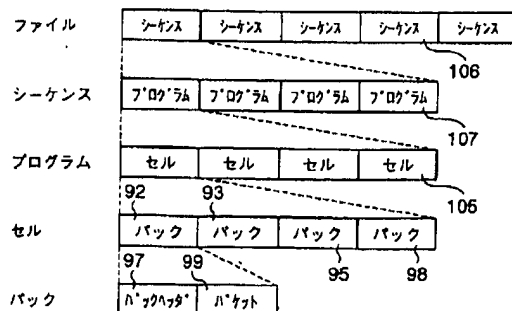 ファイル シーケンス シーケンス シーケンス シーケンス シーケンス
106
シーケンス プログラム プログラム プログラム プログラム
107
プログラム セル セル セル セル
105
92 93
セル パック パック パック パック
97 99 95 98
パック パックヘッダ パケット